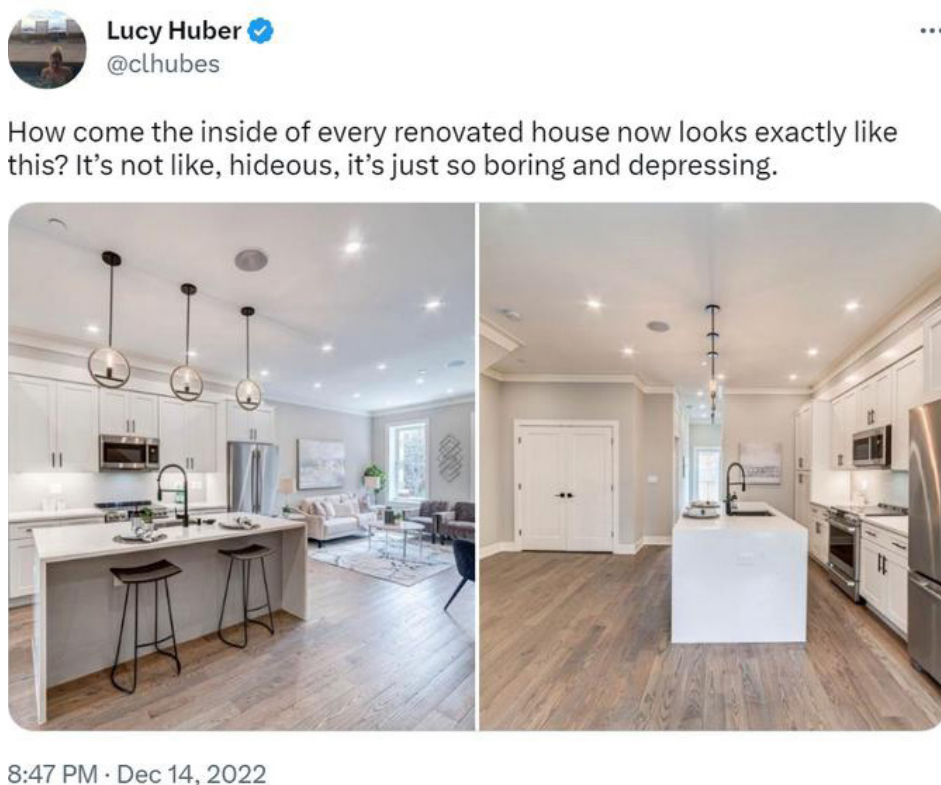 Lucy Huber
@clhubes
How come the inside of every renovated house now looks exactly like
this? It’s not like, hideous, it’s just so boring and depressing.
8:47 PM · Dec 14, 2022